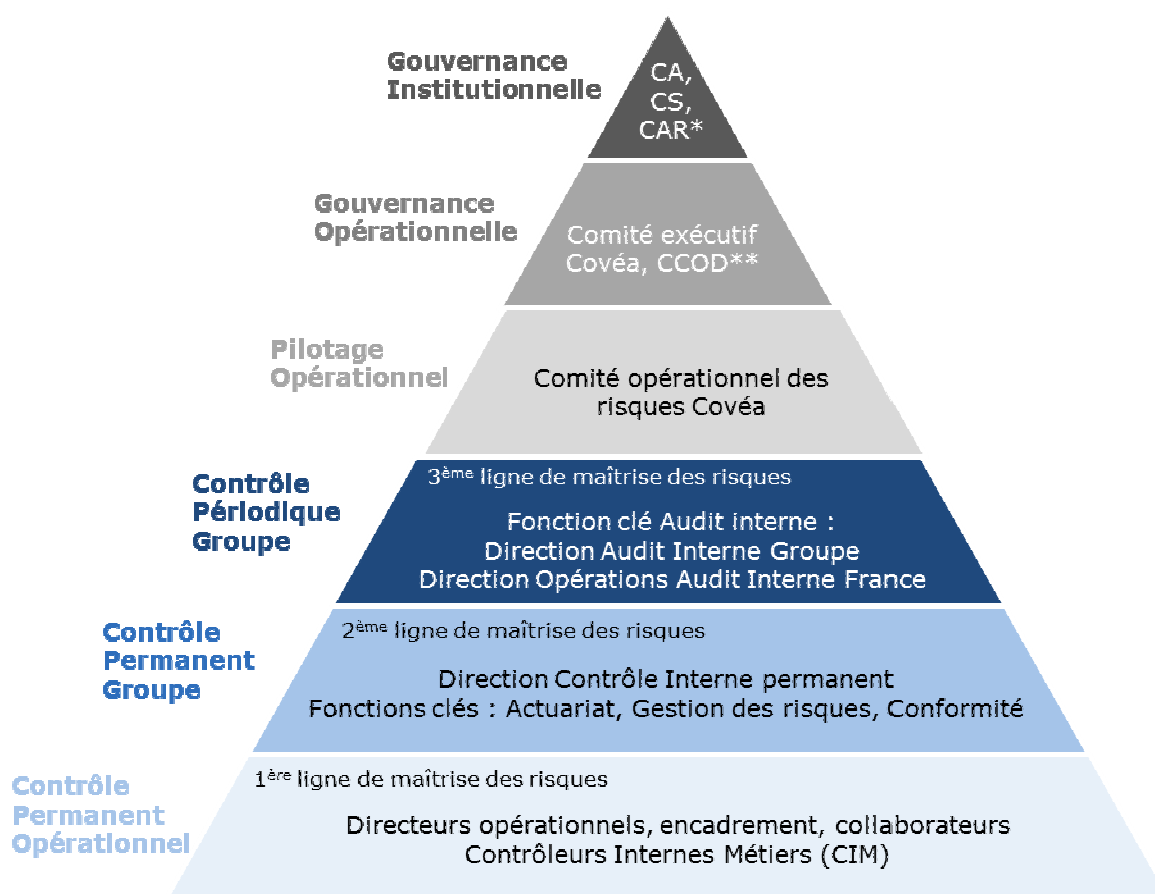 Gouvernance
Institutionnelle
CA,
CS,
CAR*
Gouvernance
Opérationnelle
Comité exécutif
Covéa, CCOD**
Pilotage
Opérationnel
Comité opérationnel des
risques Covéa
Contrôle
Périodique
Groupe
3ème ligne de maîtrise des risques
Fonction clé Audit interne :
Direction Audit Interne Groupe
Direction Opérations Audit Interne France
Contrôle
Permanent
Groupe
2ème ligne de maîtrise des risques
Direction Contrôle Interne permanent
Fonctions clés : Actuariat, Gestion des risques, Conformité
Contrôle
Permanent
Opérationnel
1ère ligne de maîtrise des risques
Directeurs opérationnels, encadrement, collaborateurs
Contrôleurs Internes Métiers (CIM)